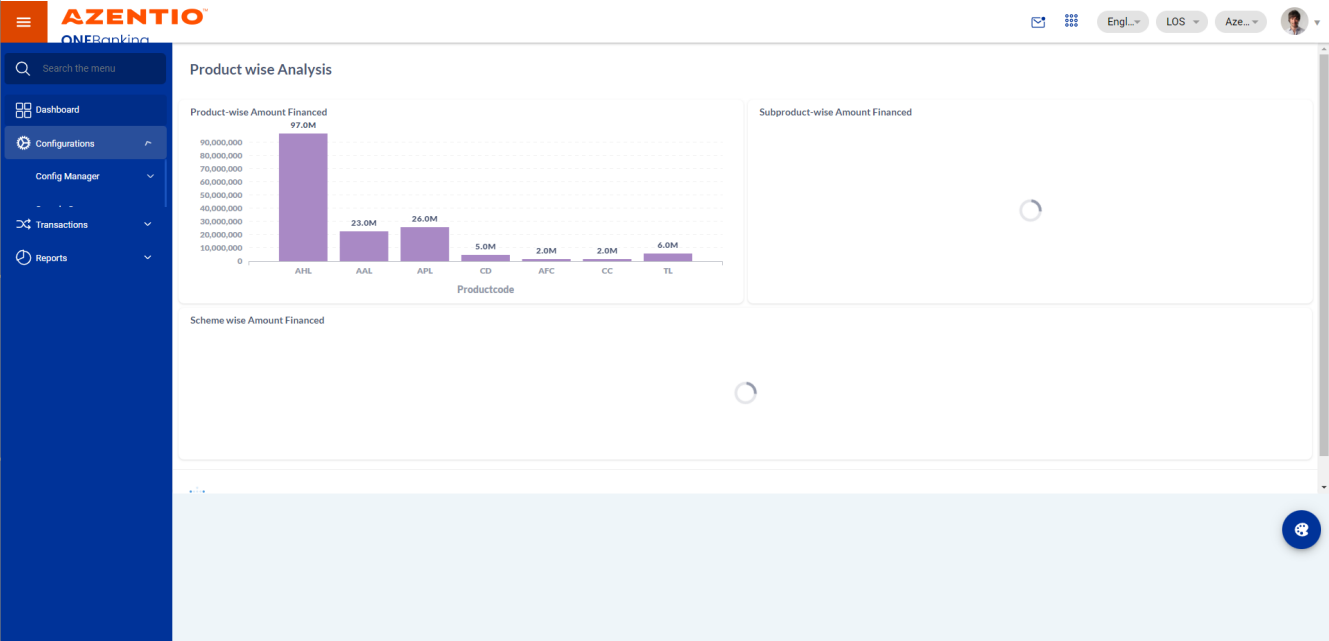 AZENTIO™
ONEBanking
Engl...
LOS
Aze...
Search the menu
Dashboard
Configurations
Config Manager
Transactions
Reports
Product wise Analysis
Product-wise Amount Financed
97.0M
90,000,000
80,000,000
70,000,000
60,000,000
50,000,000
40,000,000
30,000,000
20,000,000
10,000,000
0
23.0M
26.0M
5.0M
2.0M
2.0M
6.0M
AHL AAL APL CD AFC CC TL
Productcode
Subproduct-wise Amount Financed
Scheme wise Amount Financed